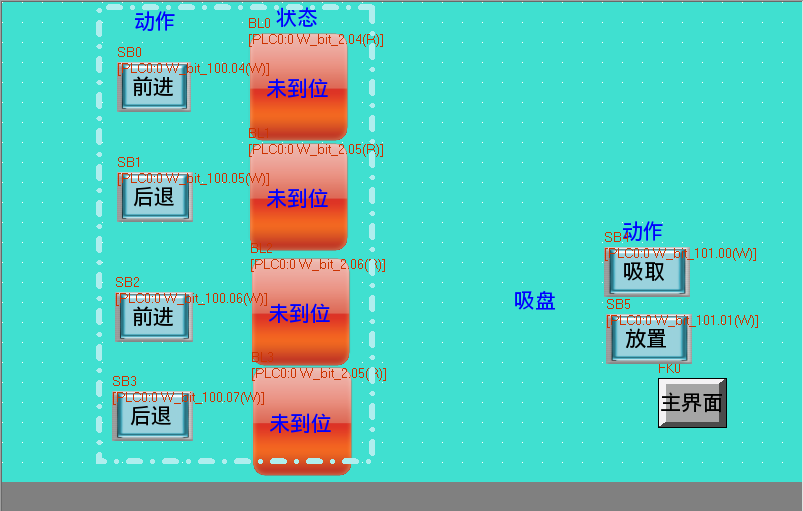 动作
状态
BL0
[PLC0:0 W_bit_2.04(R)]
SB0
[PLC0:0 W_bit_100.04(W)]
前进
未到位
BL1
[PLC0:0 W_bit_2.05(R)]
SB1
[PLC0:0 W_bit_100.05(W)]
后退
未到位
BL2
[PLC0:0 W_bit_2.06(R)]
SB2
[PLC0:0 W_bit_100.06(W)]
前进
未到位
BL3
[PLC0:0 W_bit_2.05(R)]
SB3
[PLC0:0 W_bit_100.07(W)]
后退
未到位
动作
SB4
[PLC0:0 W_bit_101.00(W)]
吸取
吸盘
SB5
[PLC0:0 W_bit_101.01(W)]
放置
FK0
主界面